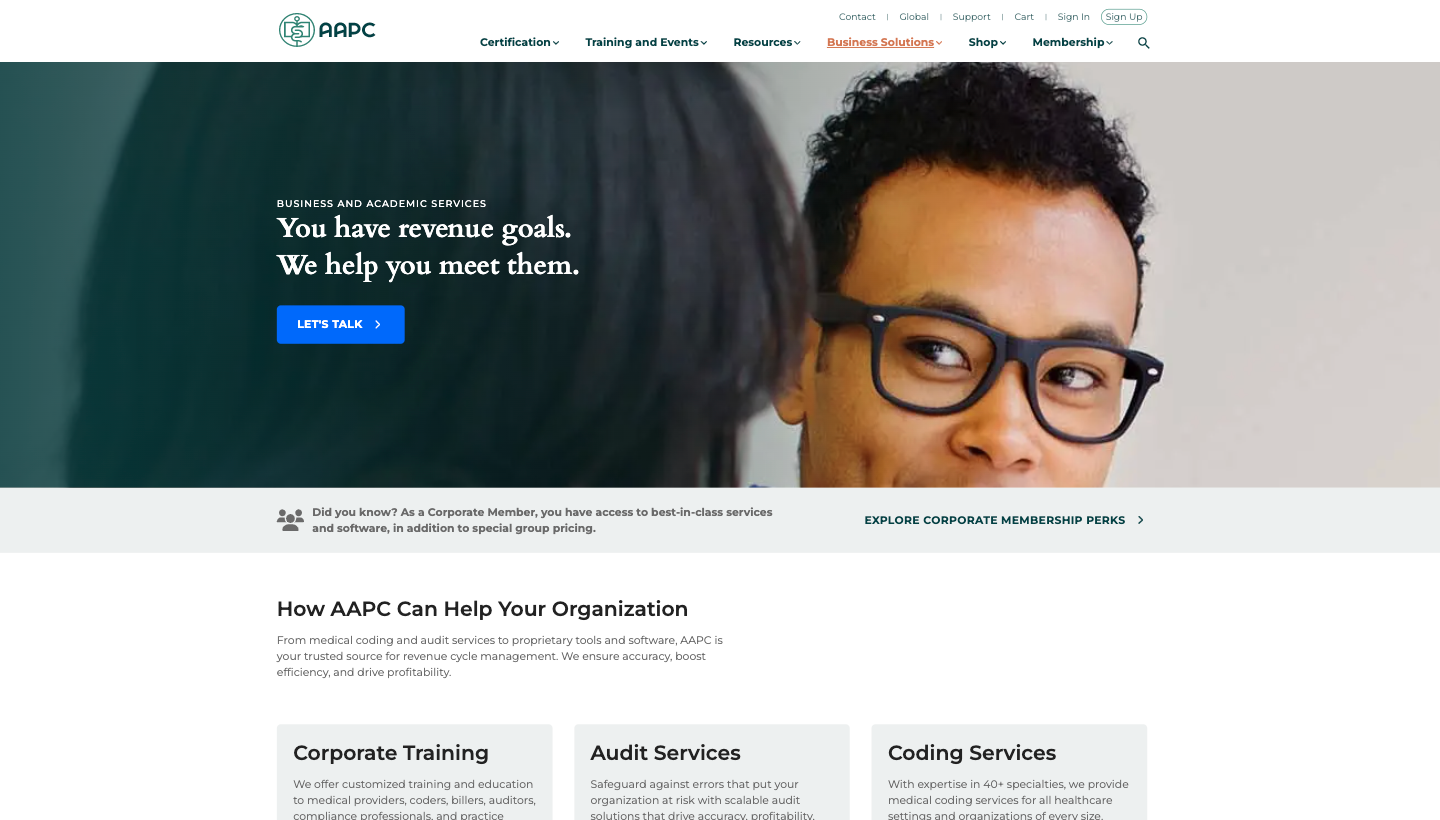 AAPC
Contact | Global | Support | Cart | Sign In Sign Up
Certification Training and Events Resources Business Solutions Shop Membership
BUSINESS AND ACADEMIC SERVICES
You have revenue goals.
We help you meet them.
LET'S TALK
Did you know? As a Corporate Member, you have access to best-in-class services
and software, in addition to special group pricing.
EXPLORE CORPORATE MEMBERSHIP PERKS
How AAPC Can Help Your Organization
From medical coding and audit services to proprietary tools and software, AAPC is
your trusted source for revenue cycle management. We ensure accuracy, boost
efficiency, and drive profitability.
Corporate Training
We offer customized training and education
to medical providers, coders, billers, auditors,
compliance professionals, and practice
Audit Services
Safeguard against errors that put your
organization at risk with scalable audit
solutions that drive accuracy, profitability,
Coding Services
With expertise in 40+ specialties, we provide
medical coding services for all healthcare
settings and organizations of every size.